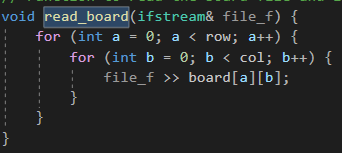 void read_board(ifstream& file_f) {
    for (int a = 0; a < row; a++) {
        for (int b = 0; b < col; b++) {
            file_f >> board[a][b];
        }
    }
}